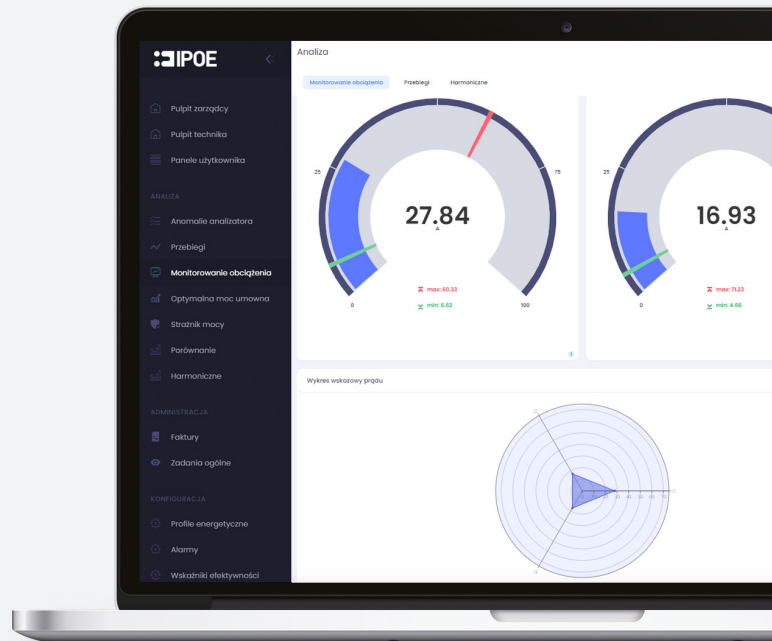 IPOE
Analiza
Monitorowanie obciążenia
Przebiegi
Harmoniczne
Pulpit zarządcy
Pulpit technika
Panele użytkownika
ANALIZA
Anomalie analizatora
Przebiegi
Monitorowanie obciążenia
Optymalna moc umowna
Strażnik mocy
Porównanie
Harmoniczne
ADMINISTRACJA
Faktury
Zadania ogólne
KONFIGURACJA
Profile energetyczne
Alarmy
Wskaźniki efektywności
25
75
27.84
A
max: 60.33
min: 6.62
0
100
25
16.93
A
max: 71.23
min: 4.66
0
Wykres wskazowy prądu